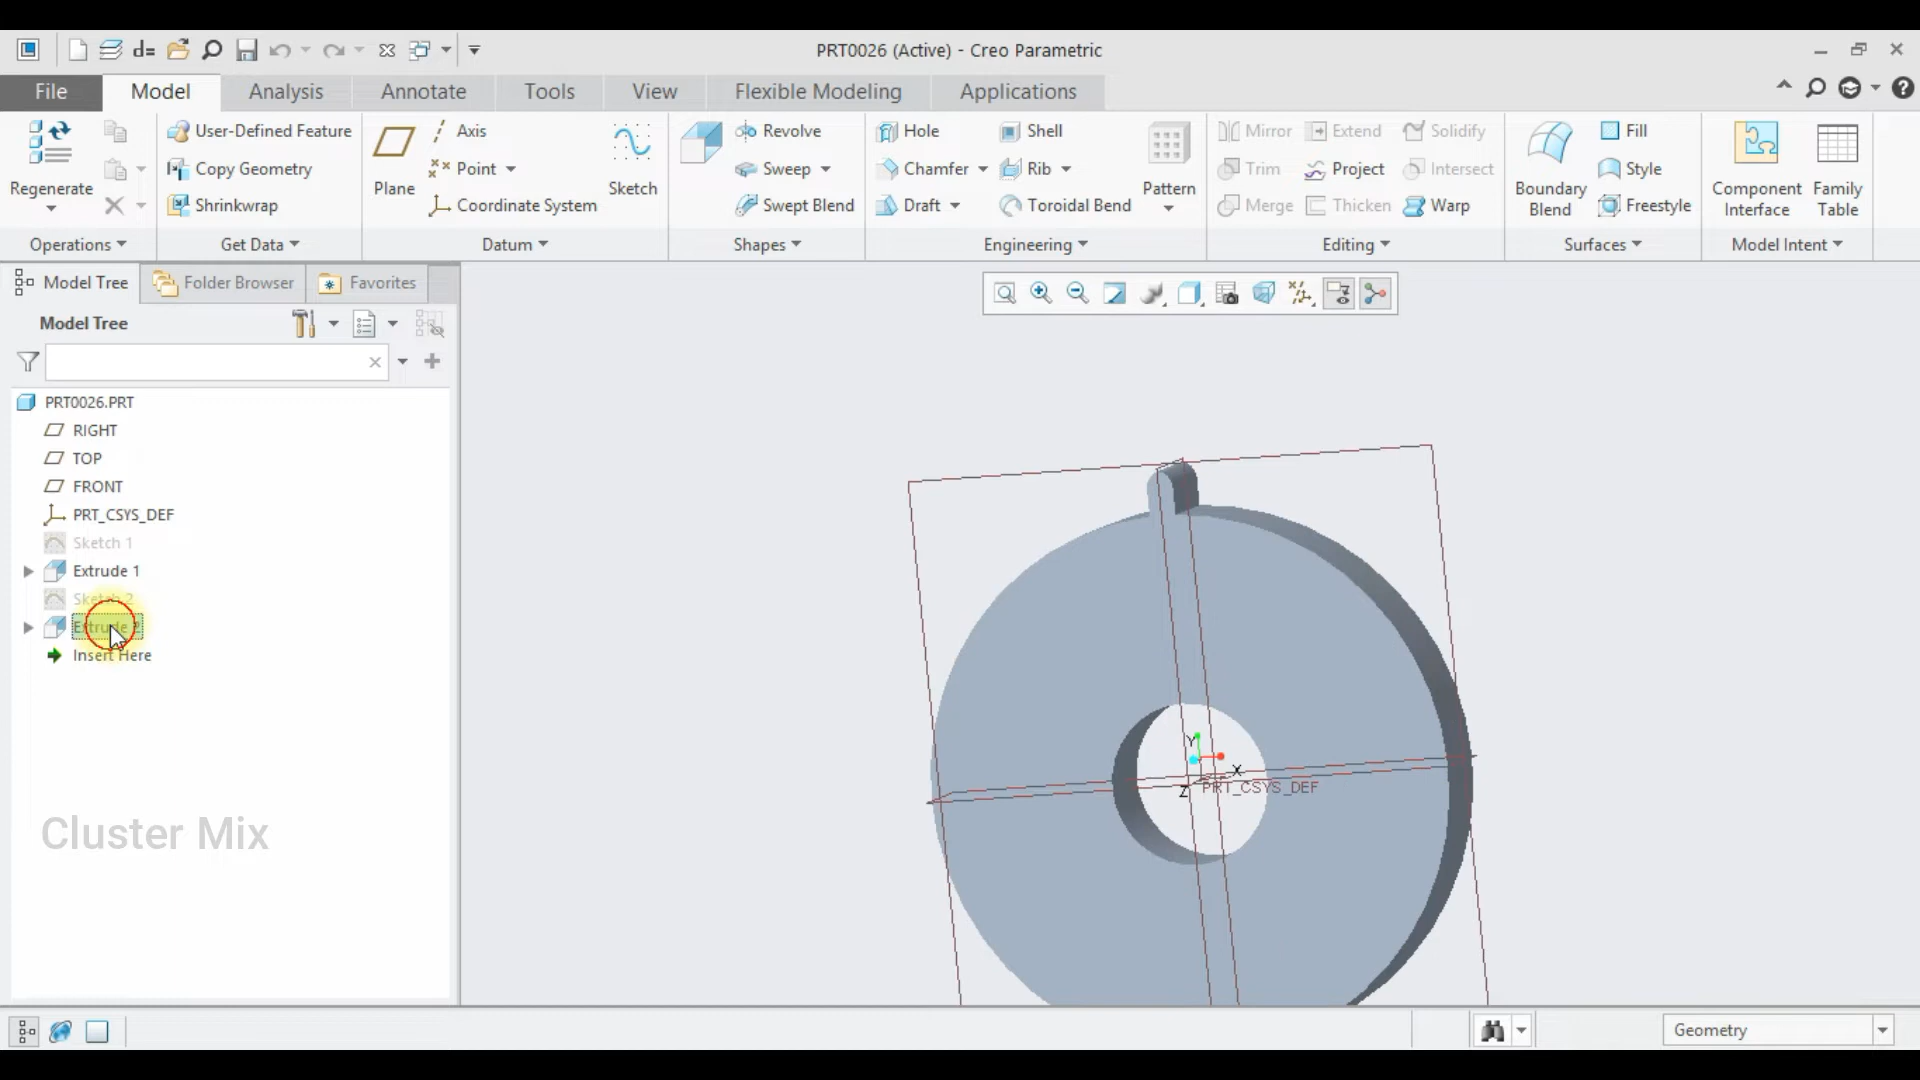 d=
PRT0026 (Active) - Creo Parametric
File Model Analysis Annotate Tools View Flexible Modeling Applications
Regenerate
User-Defined Feature
Copy Geometry
Shrinkwrap
Plane
Axis
Point
Coordinate System
Sketch
Revolve
Sweep
Swept Blend
Hole
Chamfer
Draft
Shell
Rib
Toroidal Bend
Pattern
Mirror
Trim
Merge
Extend
Project
Thicken
Solidify
Intersect
Warp
Boundary
Blend
Fill
Style
Freestyle
Component
Interface
Family
Table
Operations Get Data Datum Shapes Engineering Editing Surfaces Model Intent
Model Tree Folder Browser Favorites
Model Tree
PRT0026.PRT
RIGHT
TOP
FRONT
PRT_CSYS_DEF
Sketch 1
Extrude 1
Sketch 2
Extrude 2
Insert Here
Y
X
Z
PRT_CSYS_DEF
Cluster Mix
Geometry